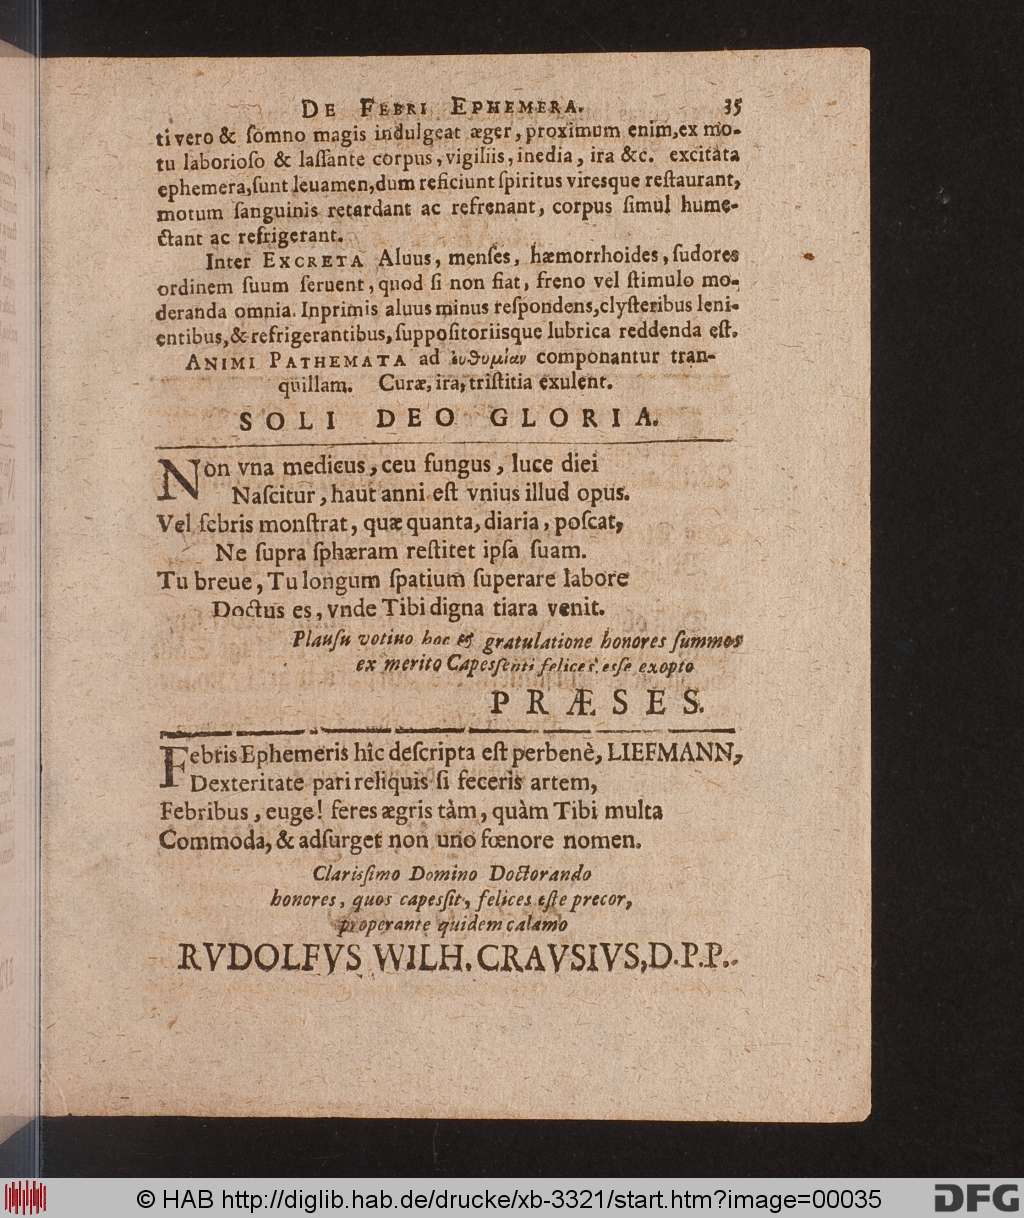 DE FEBRI EPHEMERA. 35
ti vero & ſomno magis indulgeat æger, proximum enim, ex mo-
tu laborioſo & laſſante corpus, vigiliis, inedia, ira &c. excitàta
ephemera, ſunt leuamen, dum reficiunt ſpiritus viresque reſtaurant,
motum ſanguinis retardant ac refrenant, corpus ſimul hume-
ctant ac refrigerant.
Inter EXCRETA Aluus, menſes, hæmorrhoides, ſudores
ordinem ſuum ſeruent, quod ſi non fiat, freno vel ſtimulo mo-
deranda omnia. Inprimis aluus minus reſpondens, clyſteribus leni-
entibus, & refrigerantibus, ſuppoſitoriisque lubrica reddenda eſt.
ANIMI PATHEMATA ad ἐυθυμίαν componantur tran-
quillam. Curæ, ira, triſtitia exulent.
SOLI DEO GLORIA.
Non vna medicus, ceu fungus, luce diei
Naſcitur, haut anni eſt vnius illud opus.
Vel febris monſtrat, quæ quanta, diaria, poſcat,
Ne ſupra ſphæram reſtitet ipſa ſuam.
Tu breue, Tu longum ſpatium ſuperare labore
Doctus es, vnde Tibi digna tiara venit.
Plauſu votiuo hoc & gratulatione honores ſummos
ex merito Capeſſenti felices eſſe exopto
PRÆSES.
Febris Ephemeris hîc deſcripta eſt perbenè, LIEFMANN,
Dexteritate pari reliquis ſi feceris artem,
Febribus, euge! feres ægris tàm, quàm Tibi multa
Commoda, & adſurget non uno fœnore nomen.
Clarisſimo Domino Doctorando
honores, quos capesſit, felices eſſe precor,
properante quidem calamo
RVDOLFVS WILH. CRAVSIVS, D.P.P.
© HAB http://diglib.hab.de/drucke/xb-3321/start.htm?image=00035
DFG